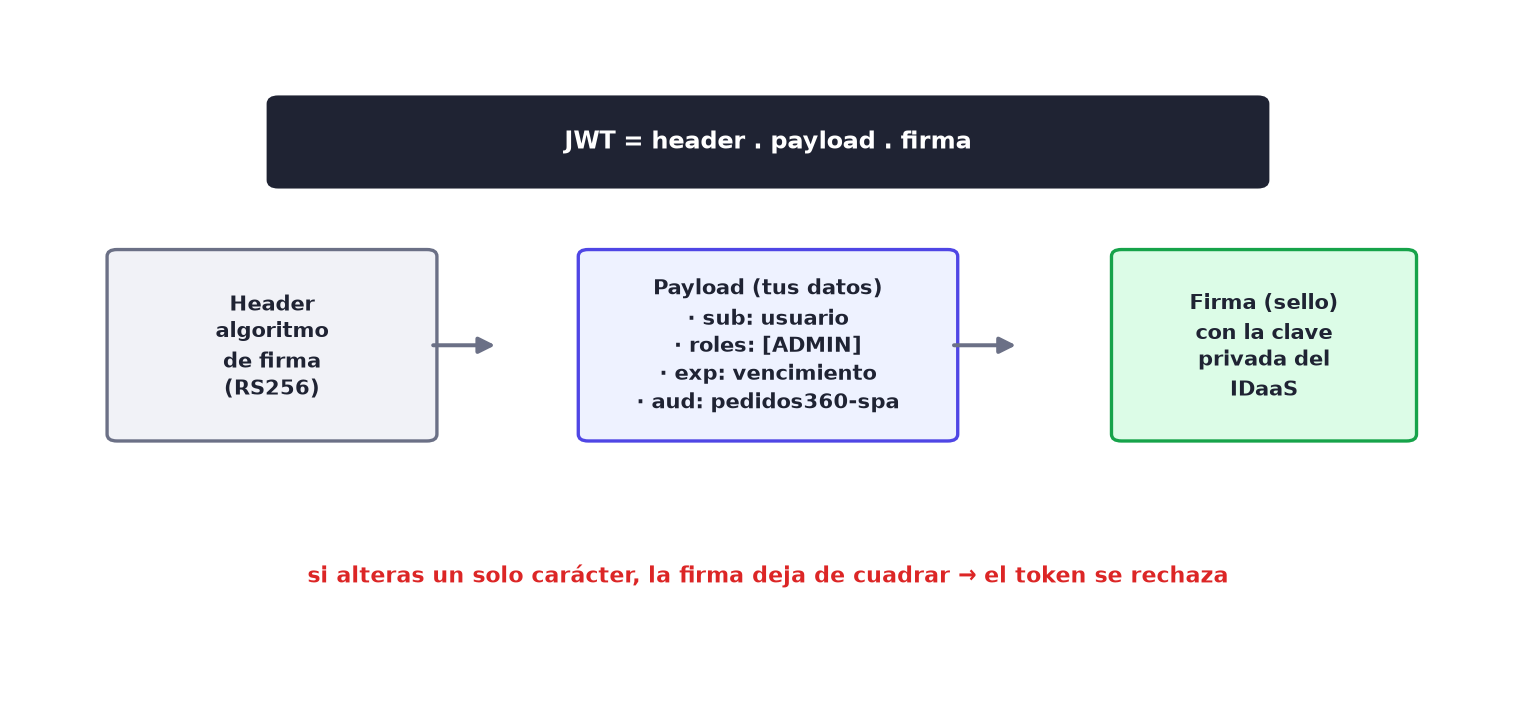 JWT = header . payload . firma
Header
algoritmo
de firma
(RS256)
Payload (tus datos)
· sub: usuario
· roles: [ADMIN]
· exp: vencimiento
· aud: pedidos360-spa
Firma (sello)
con la clave
privada del
IDaaS
si alteras un solo carácter, la firma deja de cuadrar → el token se rechaza